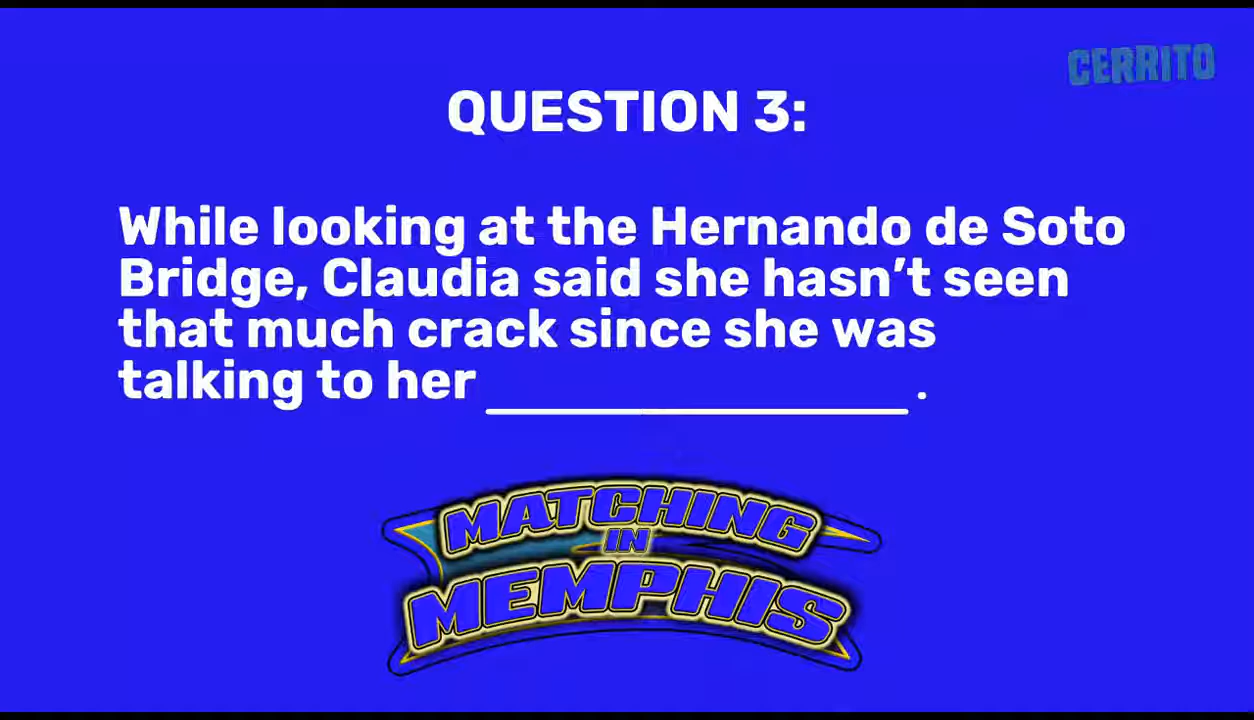 CERRITO
QUESTION 3:
While looking at the Hernando de Soto
Bridge, Claudia said she hasn’t seen
that much crack since she was
talking to her ______________ .
MATCHING
IN
MEMPHIS